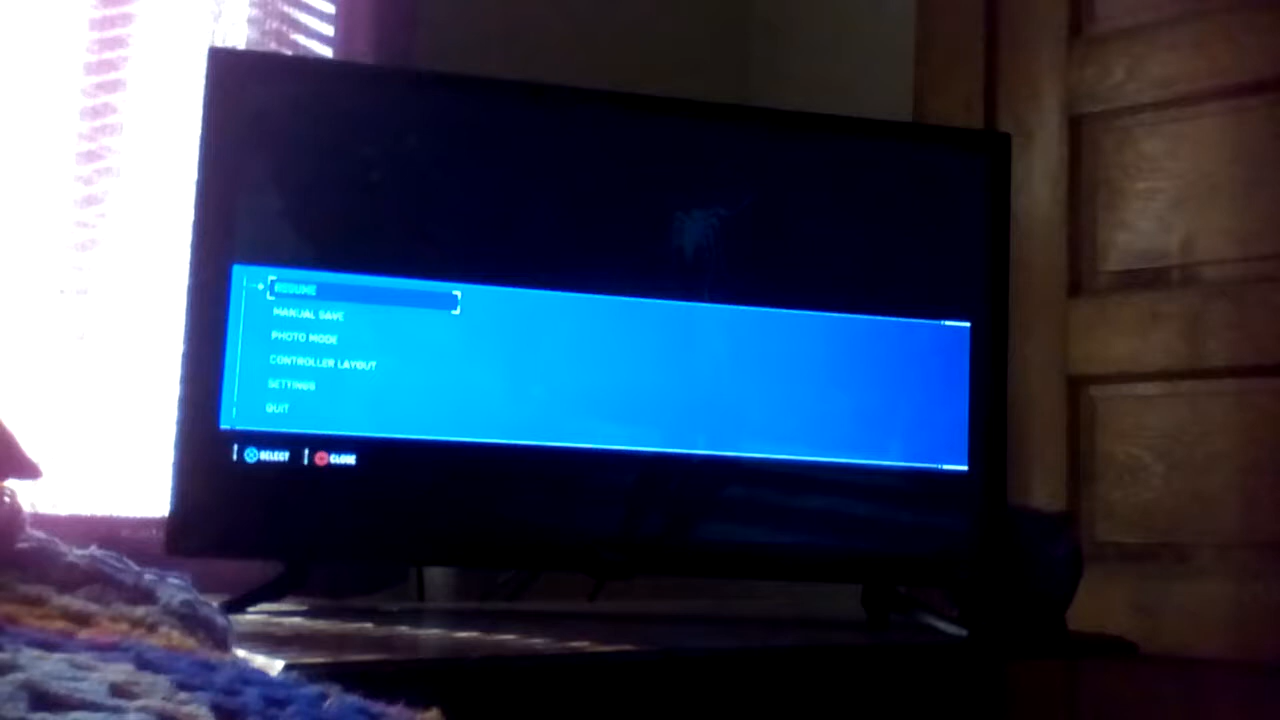 RESUME
MANUAL SAVE
PHOTO MODE
CONTROLLER LAYOUT
SETTINGS
QUIT
SELECT CLOSE